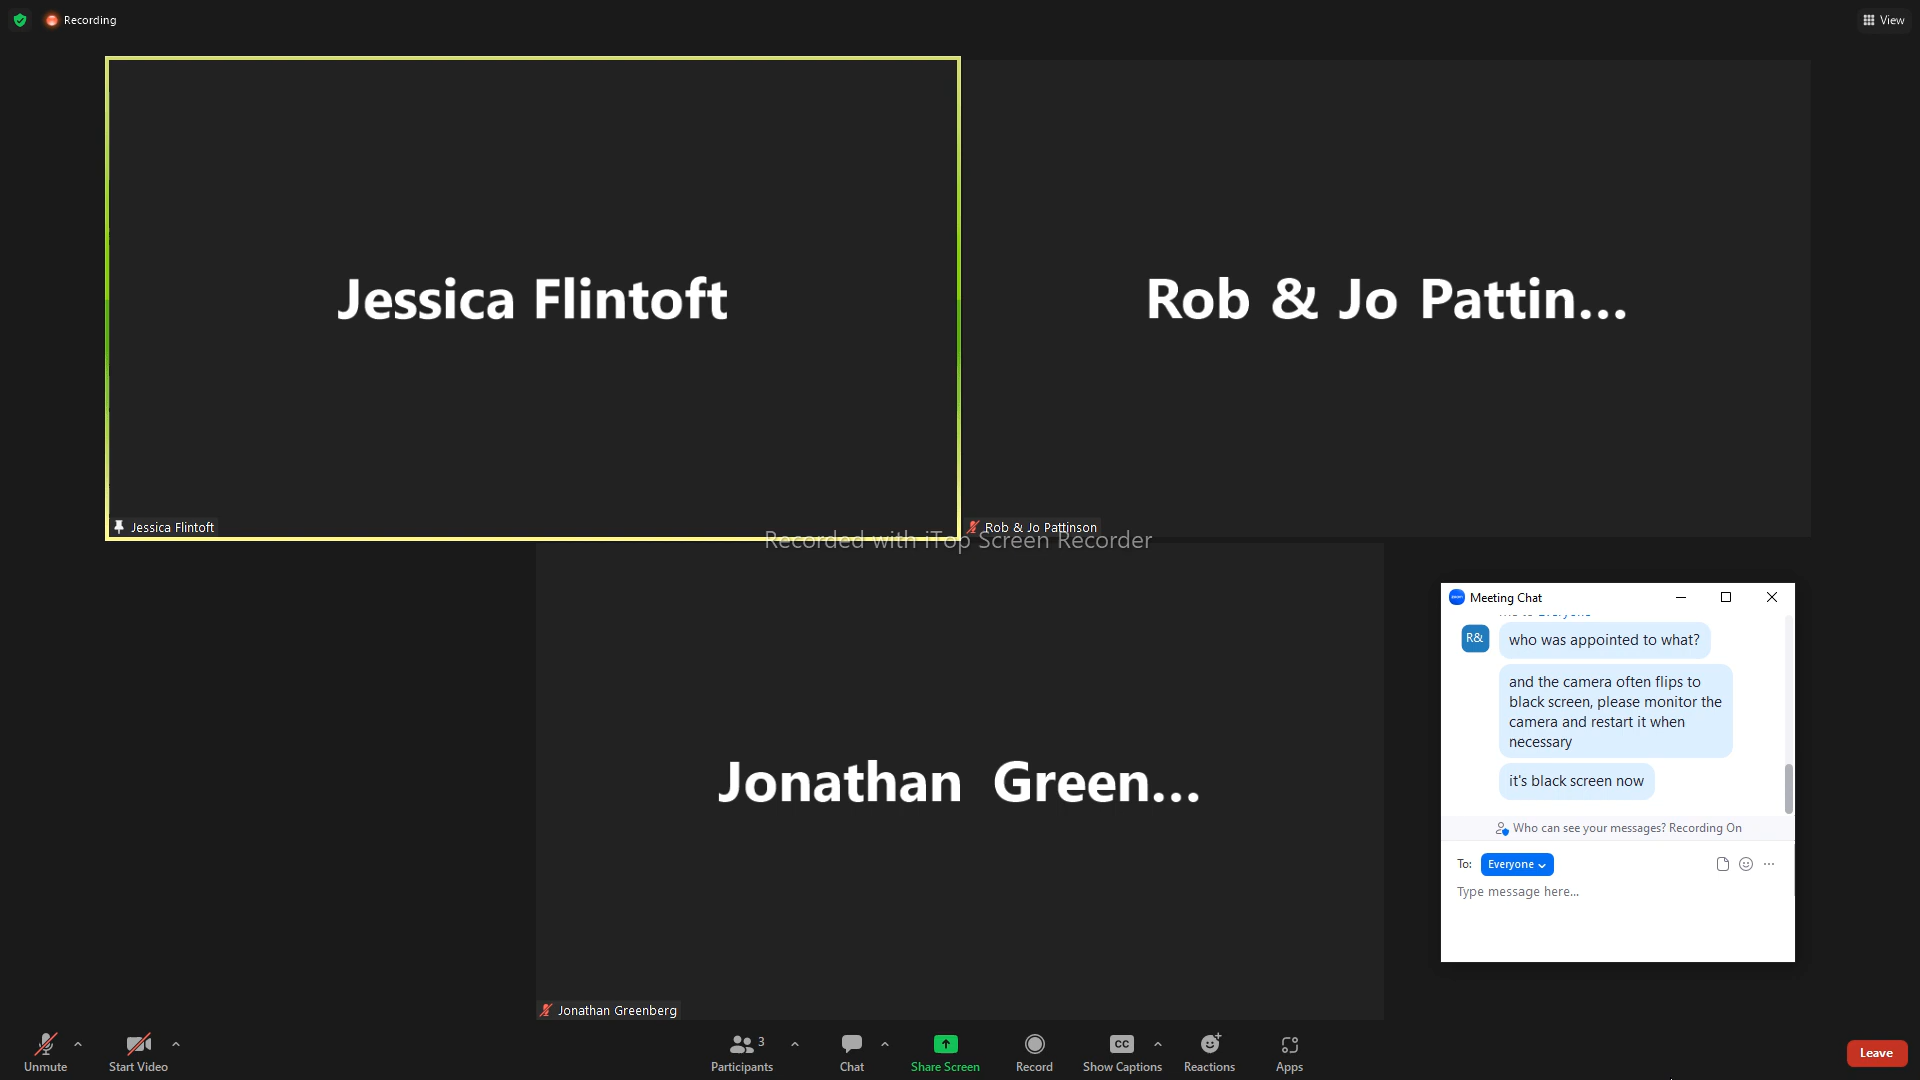 Recording
View
Jessica Flintoft
Rob & Jo Pattin...
Jessica Flintoft
Rob & Jo Pattinson
Recorded with iTop Screen Recorder
Meeting Chat
R&
who was appointed to what?
and the camera often flips to
black screen, please monitor the
camera and restart it when
necessary
it's black screen now
Who can see your messages? Recording On
To: Everyone
Type message here...
Jonathan Green...
Jonathan Greenberg
Unmute
Start Video
3
Participants
Chat
Share Screen
Record
CC
Show Captions
Reactions
Apps
Leave